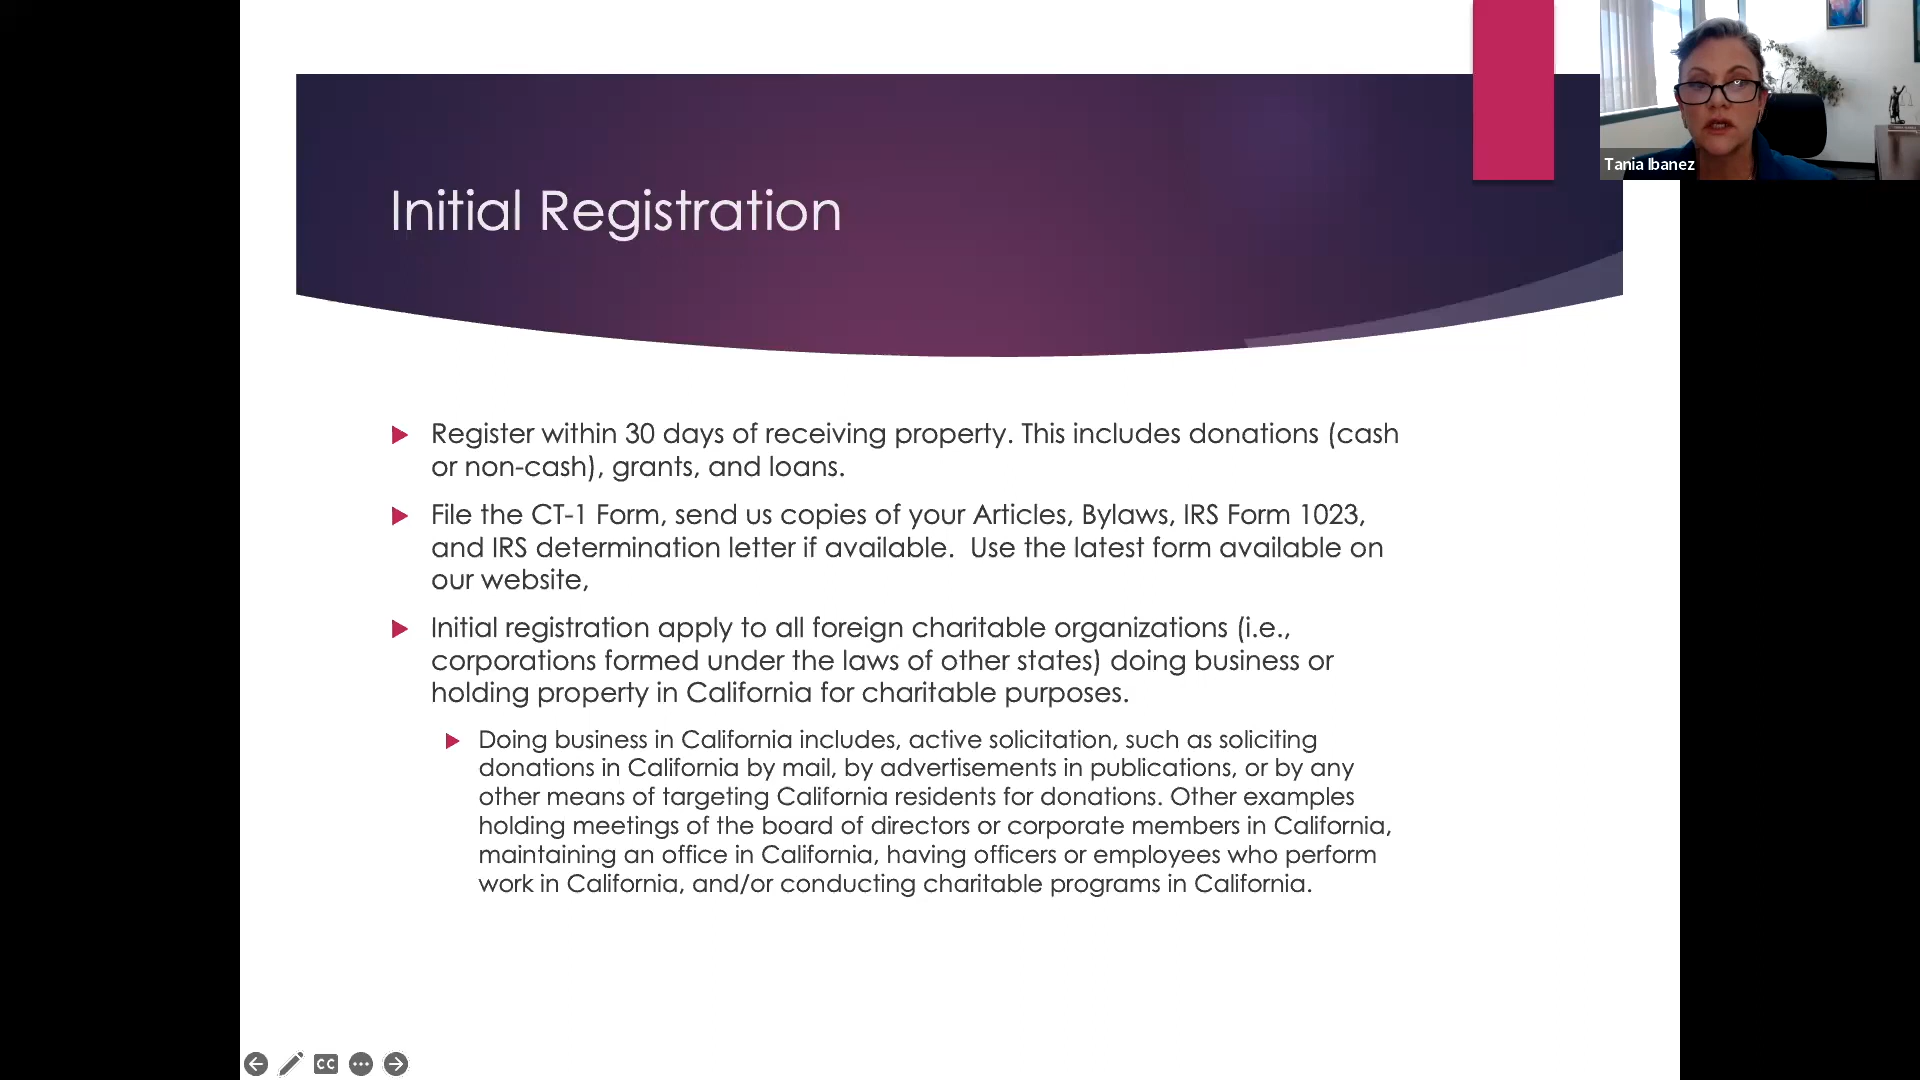 Initial Registration
Tania Ibanez
Register within 30 days of receiving property. This includes donations (cash
or non-cash), grants, and loans.
File the CT-1 Form, send us copies of your Articles, Bylaws, IRS Form 1023,
and IRS determination letter if available.  Use the latest form available on
our website,
Initial registration apply to all foreign charitable organizations (i.e.,
corporations formed under the laws of other states) doing business or
holding property in California for charitable purposes.
Doing business in California includes, active solicitation, such as soliciting
donations in California by mail, by advertisements in publications, or by any
other means of targeting California residents for donations. Other examples
holding meetings of the board of directors or corporate members in California,
maintaining an office in California, having officers or employees who perform
work in California, and/or conducting charitable programs in California.
CC